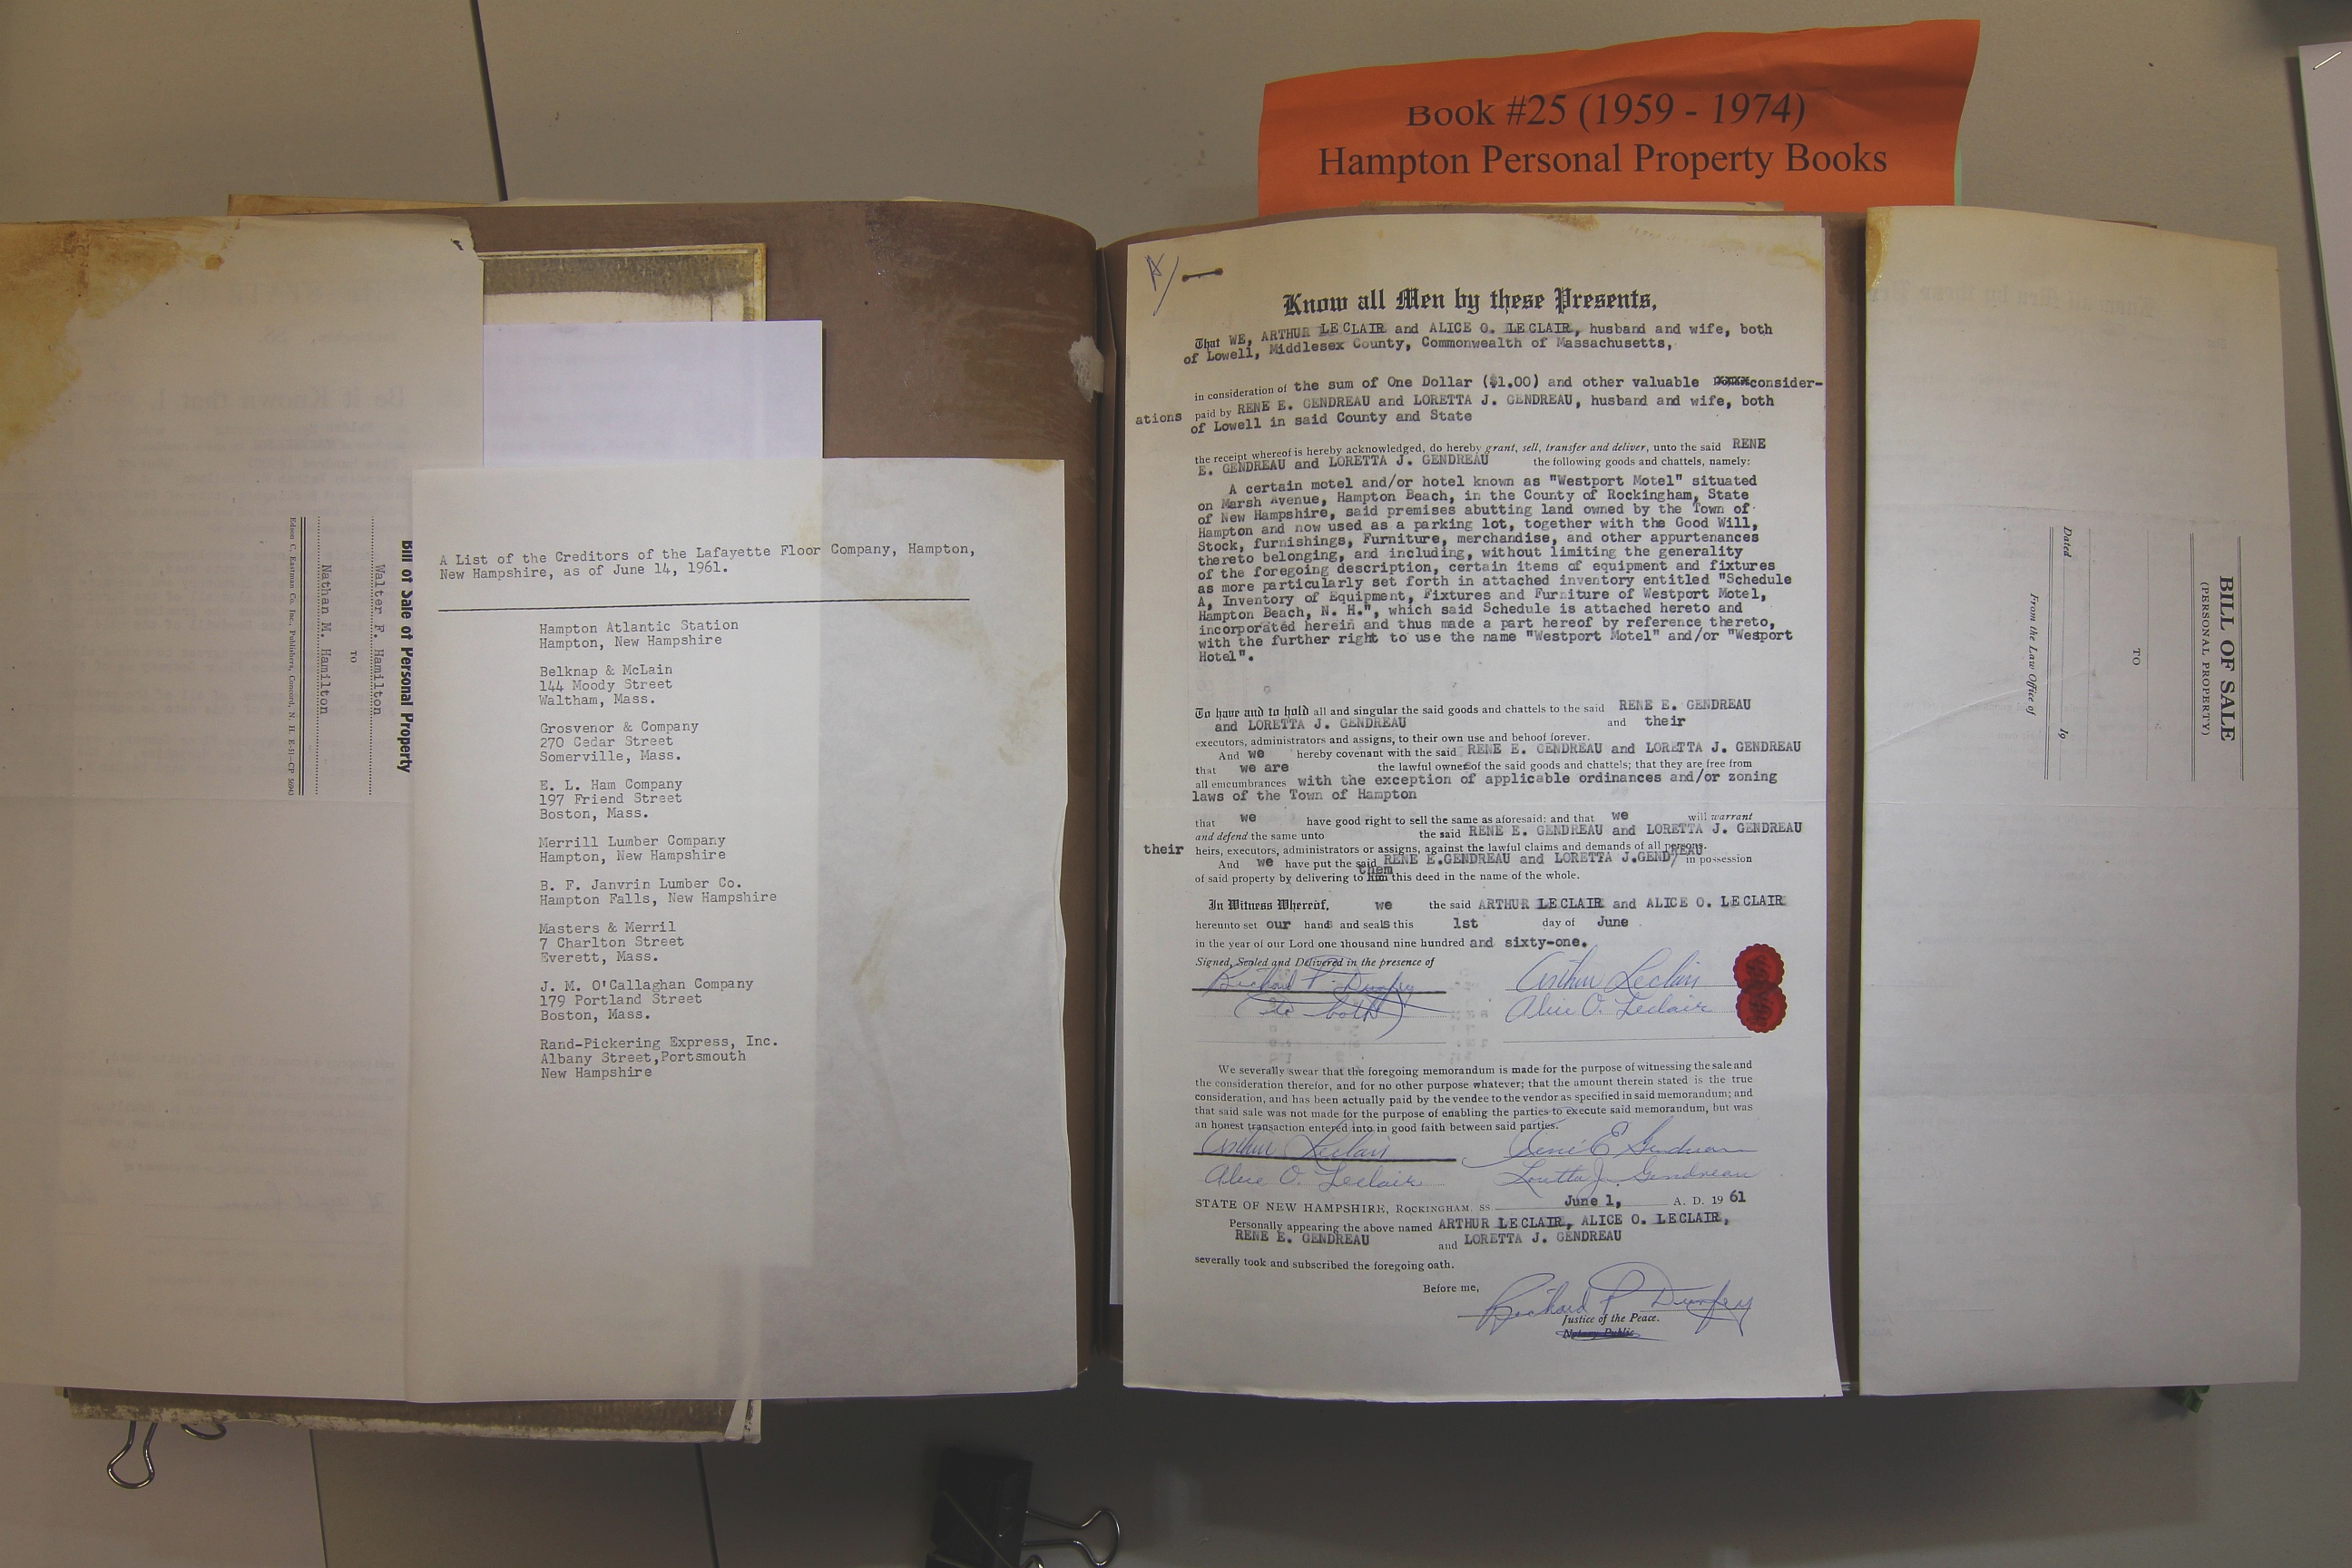 Book #25 (1959 - 1974)
Hampton Personal Property Books
Bill of Sale of Personal Property
Walter F. Hamilton
TO
Nathan M. Hamilton
Edson C. Eastman Co. Inc., Publishers, Concord, N. H. E-51-CP 56943
A List of the Creditors of the Lafayette Floor Company, Hampton,
New Hampshire, as of June 14, 1961.
Hampton Atlantic Station
Hampton, New Hampshire
Belknap & McLain
144 Moody Street
Waltham, Mass.
Grosvenor & Company
270 Cedar Street
Somerville, Mass.
E. L. Ham Company
197 Friend Street
Boston, Mass.
Merrill Lumber Company
Hampton, New Hampshire
B. F. Janvrin Lumber Co.
Hampton Falls, New Hampshire
Masters & Merril
7 Charlton Street
Everett, Mass.
J. M. O'Callaghan Company
179 Portland Street
Boston, Mass.
Rand-Pickering Express, Inc.
Albany Street,Portsmouth
New Hampshire
Know all Men by these Presents,
That WE, ARTHUR LE CLAIR and ALICE O. LE CLAIR, husband and wife, both
of Lowell, Middlesex County, Commonwealth of Massachusetts,
in consideration of the sum of One Dollar ($1.00) and other valuable consider-
ations paid by RENE E. GENDREAU and LORETTA J. GENDREAU, husband and wife, both
of Lowell in said County and State
the receipt whereof is hereby acknowledged, do hereby grant, sell, transfer and deliver, unto the said RENE
E. GENDREAU and LORETTA J. GENDREAU the following goods and chattels, namely:
A certain motel and/or hotel known as "Westport Motel" situated
on Marsh Avenue, Hampton Beach, in the County of Rockingham, State
of New Hampshire, said premises abutting land owned by the Town of
Hampton and now used as a parking lot, together with the Good Will,
Stock, furnishings, Furniture, merchandise, and other appurtenances
thereto belonging, and including, without limiting the generality
of the foregoing description, certain items of equipment and fixtures
as more particularly set forth in attached inventory entitled "Schedule
A, Inventory of Equipment, Fixtures and Furniture of Westport Motel,
Hampton Beach, N. H.", which said Schedule is attached hereto and
incorporated herein and thus made a part hereof by reference thereto,
with the further right to use the name "Westport Motel" and/or "Wesport
Hotel".
To have and to hold all and singular the said goods and chattels to the said RENE E. GENDREAU
and LORETTA J. GENDREAU and their
executors, administrators and assigns, to their own use and behoof forever.
And we hereby covenant with the said RENE E. GENDREAU and LORETTA J. GENDREAU
that we are the lawful owners of the said goods and chattels; that they are free from
all emcumbrances with the exception of applicable ordinances and/or zoning
laws of the Town of Hampton
that we have good right to sell the same as aforesaid; and that we will warrant
and defend the same unto the said RENE E. GENDREAU and LORETTA J. GENDREAU
their heirs, executors, administrators or assigns, against the lawful claims and demands of all persons.
And we have put the said RENE E.GENDREAU and LORETTA J.GENDREAU in possession
of said property by delivering to them him this deed in the name of the whole.
In Witness Whereof, we the said ARTHUR LE CLAIR and ALICE O. LE CLAIR
hereunto set our hands and seals this 1st day of June
in the year of our Lord one thousand nine hundred and sixty-one.
Signed, Sealed and Delivered in the presence of
Richard P. Dunfey Arthur Leclair
(to both) Alice O. Leclair
We severally swear that the foregoing memorandum is made for the purpose of witnessing the sale and
the consideration therefor, and for no other purpose whatever; that the amount therein stated is the true
consideration, and has been actually paid by the vendee to the vendor as specified in said memorandum; and
that said sale was not made for the purpose of enabling the parties to execute said memorandum, but was
an honest transaction entered into in good faith between said parties.
Arthur Leclair Rene E Gendreau
Alice O. Leclair Loretta J. Gendreau
STATE OF NEW HAMPSHIRE, ROCKINGHAM, SS June 1, A. D. 19 61
Personally appearing the above named ARTHUR LE CLAIR, ALICE O. LE CLAIR,
RENE E. GENDREAU and LORETTA J. GENDREAU
severally took and subscribed the foregoing oath.
Before me,
Richard P Dunfey
Justice of the Peace.
Notary Public
BILL OF SALE
(PERSONAL PROPERTY)
TO
Dated 19
From the Law Office of